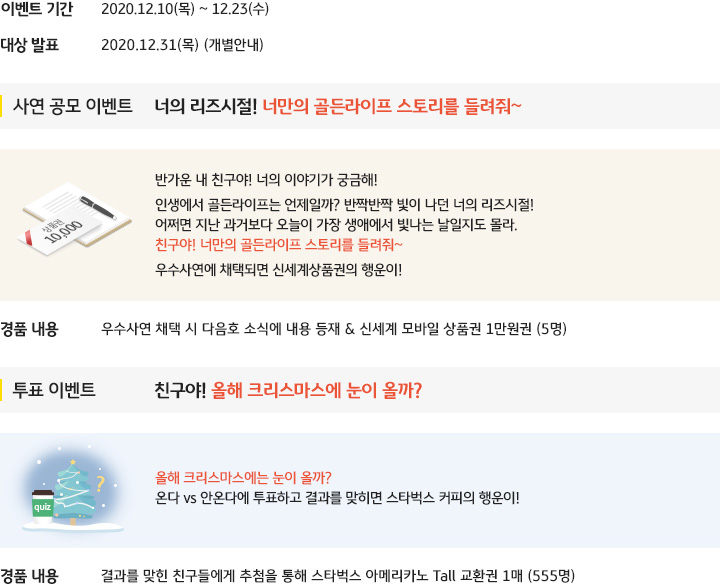 이벤트 기간 2020.12.10(목) ~ 12.23(수)
대상 발표 2020.12.31(목) (개별안내)
사연 공모 이벤트 너의 리즈시절! 너만의 골든라이프 스토리를 들려줘~
반가운 내 친구야! 너의 이야기가 궁금해!
인생에서 골든라이프는 언제일까? 반짝반짝 빛이 나던 너의 리즈시절!
어쩌면 지난 과거보다 오늘이 가장 생애에서 빛나는 날일지도 몰라.
친구야! 너만의 골든라이프 스토리를 들려줘~
우수사연에 채택되면 신세계상품권의 행운이!
상품권
10,000
경품 내용 우수사연 채택 시 다음호 소식에 내용 등재 & 신세계 모바일 상품권 1만원권 (5명)
투표 이벤트 친구야! 올해 크리스마스에 눈이 올까?
올해 크리스마스에는 눈이 올까?
온다 vs 안온다에 투표하고 결과를 맞히면 스타벅스 커피의 행운이!
?
quiz
경품 내용 결과를 맞힌 친구들에게 추첨을 통해 스타벅스 아메리카노 Tall 교환권 1매 (555명)